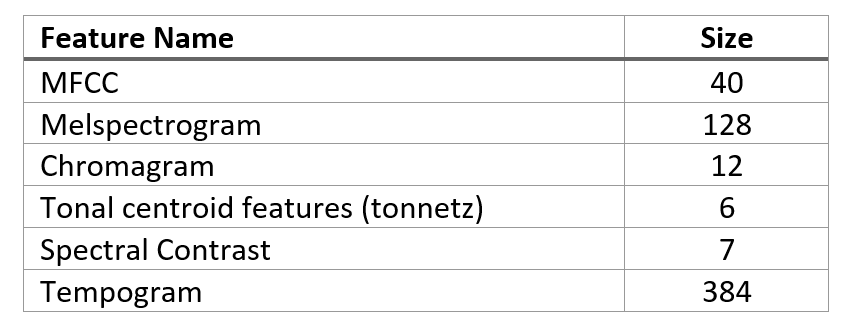 Feature Name Size
MFCC 40
Melspectrogram 128
Chromagram 12
Tonal centroid features (tonnetz) 6
Spectral Contrast 7
Tempogram 384